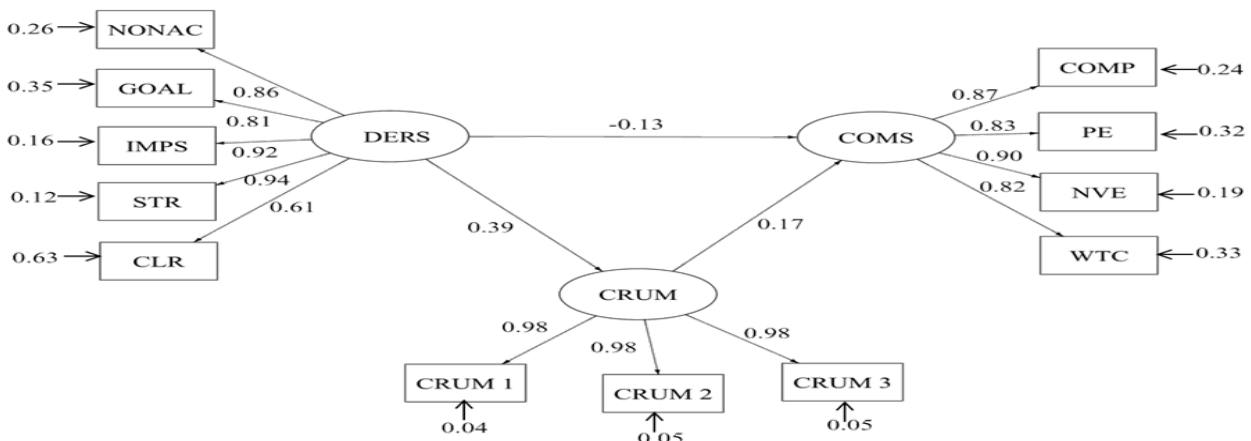 0.26
NONAC
0.35
GOAL
0.86
0.81
0.16
IMPS
0.92
0.12
STR
0.94
0.61
0.63
CLR
DERS
-0.13
COMS
0.87
COMP
0.24
0.83
PE
0.32
0.90
NVE
0.19
0.82
WTC
0.33
0.39
0.17
CRUM
0.98
0.98
0.98
CRUM 1
CRUM 2
CRUM 3
0.04
0.05
0.05